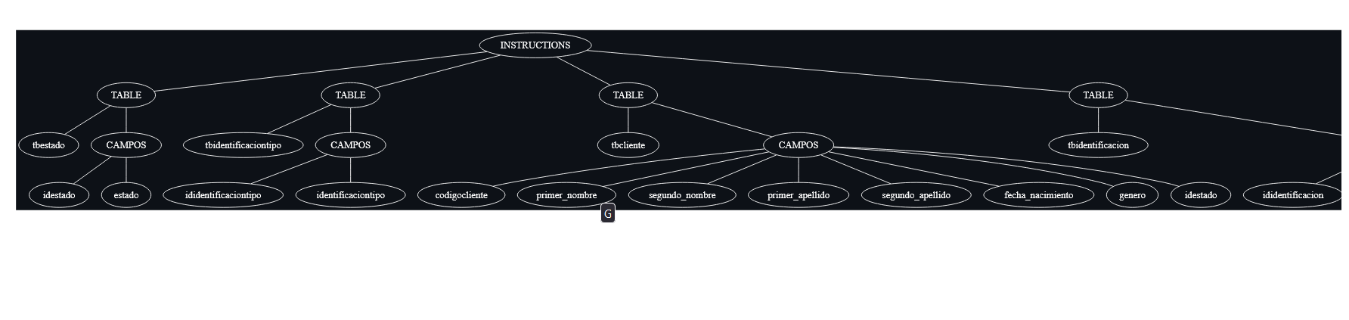 INSTRUCTIONS
TABLE TABLE TABLE TABLE
tbestado CAMPOS tbidentificaciontipo CAMPOS tbcliente CAMPOS tbidentificacion
idestado estado ididentificaciontipo identificaciontipo codigocliente primer_nombre segundo_nombre primer_apellido segundo_apellido fecha_nacimiento genero idestado ididentificacion
G